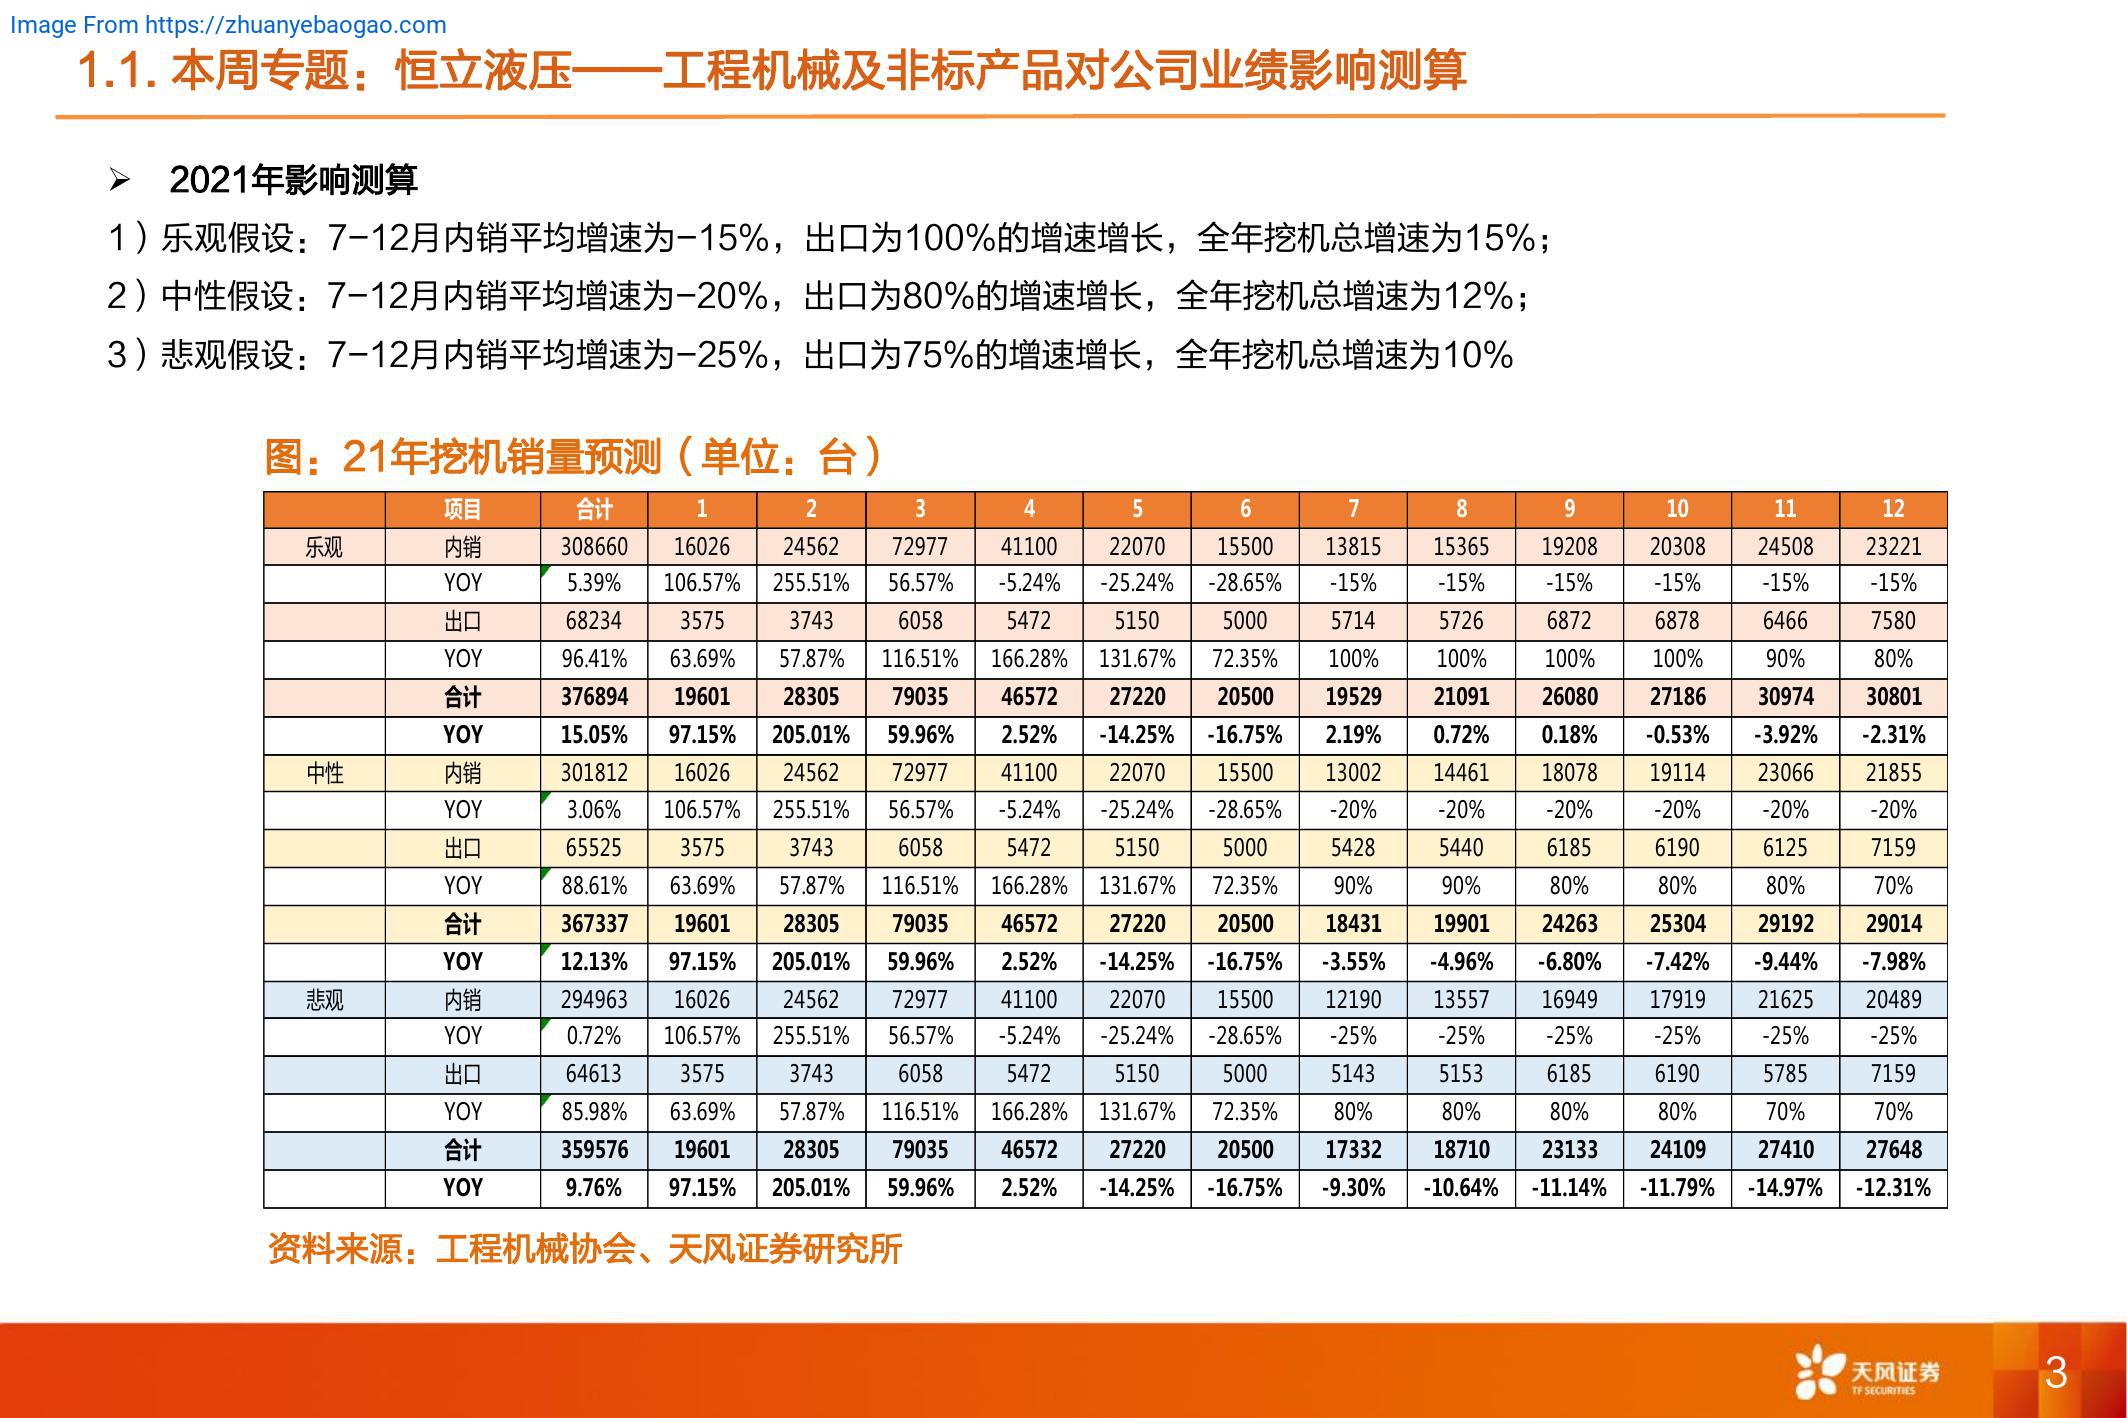 Image From https://zhuanyebaogao.com
1.1. 本周专题：恒立液压——工程机械及非标产品对公司业绩影响测算
➢ 2021年影响测算
1）乐观假设：7-12月内销平均增速为-15%，出口为100%的增速增长，全年挖机总增速为15%；
2）中性假设：7-12月内销平均增速为-20%，出口为80%的增速增长，全年挖机总增速为12%；
3）悲观假设：7-12月内销平均增速为-25%，出口为75%的增速增长，全年挖机总增速为10%
图：21年挖机销量预测（单位：台）
项目 合计 1 2 3 4 5 6 7 8 9 10 11 12
乐观 内销 308660 16026 24562 72977 41100 22070 15500 13815 15365 19208 20308 24508 23221
YOY 5.39% 106.57% 255.51% 56.57% -5.24% -25.24% -28.65% -15% -15% -15% -15% -15% -15%
出口 68234 3575 3743 6058 5472 5150 5000 5714 5726 6872 6878 6466 7580
YOY 96.41% 63.69% 57.87% 116.51% 166.28% 131.67% 72.35% 100% 100% 100% 100% 90% 80%
合计 376894 19601 28305 79035 46572 27220 20500 19529 21091 26080 27186 30974 30801
YOY 15.05% 97.15% 205.01% 59.96% 2.52% -14.25% -16.75% 2.19% 0.72% 0.18% -0.53% -3.92% -2.31%
中性 内销 301812 16026 24562 72977 41100 22070 15500 13002 14461 18078 19114 23066 21855
YOY 3.06% 106.57% 255.51% 56.57% -5.24% -25.24% -28.65% -20% -20% -20% -20% -20% -20%
出口 65525 3575 3743 6058 5472 5150 5000 5428 5440 6185 6190 6125 7159
YOY 88.61% 63.69% 57.87% 116.51% 166.28% 131.67% 72.35% 90% 90% 80% 80% 80% 70%
合计 367337 19601 28305 79035 46572 27220 20500 18431 19901 24263 25304 29192 29014
YOY 12.13% 97.15% 205.01% 59.96% 2.52% -14.25% -16.75% -3.55% -4.96% -6.80% -7.42% -9.44% -7.98%
悲观 内销 294963 16026 24562 72977 41100 22070 15500 12190 13557 16949 17919 21625 20489
YOY 0.72% 106.57% 255.51% 56.57% -5.24% -25.24% -28.65% -25% -25% -25% -25% -25% -25%
出口 64613 3575 3743 6058 5472 5150 5000 5143 5153 6185 6190 5785 7159
YOY 85.98% 63.69% 57.87% 116.51% 166.28% 131.67% 72.35% 80% 80% 80% 80% 70% 70%
合计 359576 19601 28305 79035 46572 27220 20500 17332 18710 23133 24109 27410 27648
YOY 9.76% 97.15% 205.01% 59.96% 2.52% -14.25% -16.75% -9.30% -10.64% -11.14% -11.79% -14.97% -12.31%
资料来源：工程机械协会、天风证券研究所
天风证券
TF SECURITIES
3